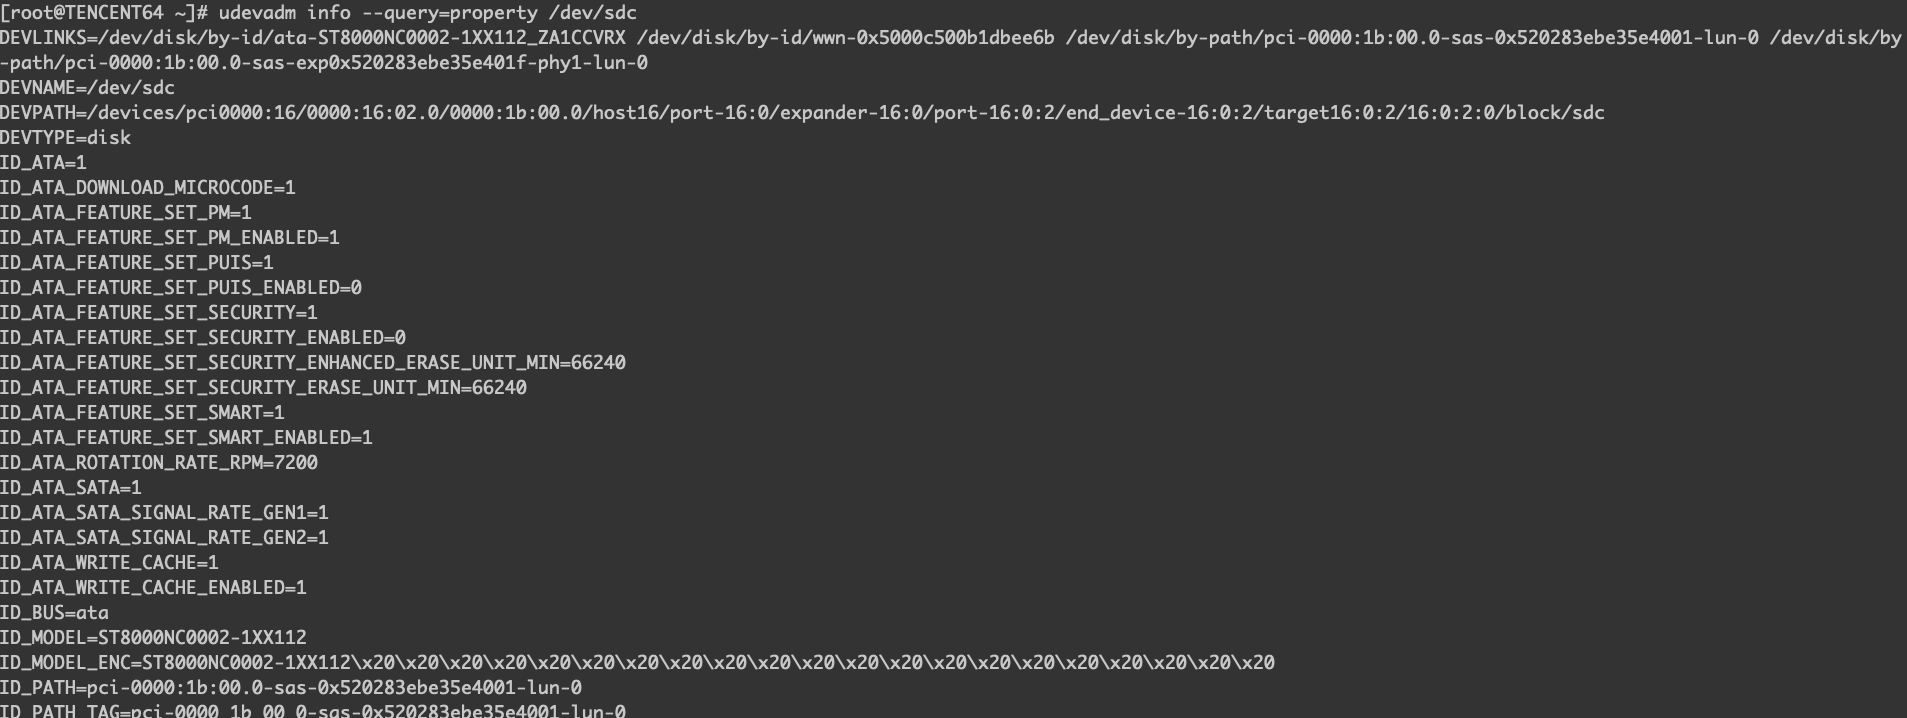 [root@TENCENT64 ~]# udevadm info --query=property /dev/sdc
DEVLINKS=/dev/disk/by-id/ata-ST8000NC0002-1XX112_ZA1CCVRX /dev/disk/by-id/wwn-0x5000c500b1dbee6b /dev/disk/by-path/pci-0000:1b:00.0-sas-0x520283ebe35e4001-lun-0 /dev/disk/by
-path/pci-0000:1b:00.0-sas-exp0x520283ebe35e401f-phy1-lun-0
DEVNAME=/dev/sdc
DEVPATH=/devices/pci0000:16/0000:16:02.0/0000:1b:00.0/host16/port-16:0/expander-16:0/port-16:0:2/end_device-16:0:2/target16:0:2/16:0:2:0/block/sdc
DEVTYPE=disk
ID_ATA=1
ID_ATA_DOWNLOAD_MICROCODE=1
ID_ATA_FEATURE_SET_PM=1
ID_ATA_FEATURE_SET_PM_ENABLED=1
ID_ATA_FEATURE_SET_PUIS=1
ID_ATA_FEATURE_SET_PUIS_ENABLED=0
ID_ATA_FEATURE_SET_SECURITY=1
ID_ATA_FEATURE_SET_SECURITY_ENABLED=0
ID_ATA_FEATURE_SET_SECURITY_ENHANCED_ERASE_UNIT_MIN=66240
ID_ATA_FEATURE_SET_SECURITY_ERASE_UNIT_MIN=66240
ID_ATA_FEATURE_SET_SMART=1
ID_ATA_FEATURE_SET_SMART_ENABLED=1
ID_ATA_ROTATION_RATE_RPM=7200
ID_ATA_SATA=1
ID_ATA_SATA_SIGNAL_RATE_GEN1=1
ID_ATA_SATA_SIGNAL_RATE_GEN2=1
ID_ATA_WRITE_CACHE=1
ID_ATA_WRITE_CACHE_ENABLED=1
ID_BUS=ata
ID_MODEL=ST8000NC0002-1XX112
ID_MODEL_ENC=ST8000NC0002-1XX112\x20\x20\x20\x20\x20\x20\x20\x20\x20\x20\x20\x20\x20\x20\x20\x20\x20\x20\x20\x20\x20
ID_PATH=pci-0000:1b:00.0-sas-0x520283ebe35e4001-lun-0
ID_PATH_TAG=pci-0000_1b_00_0-sas-0x520283ebe35e4001-lun-0